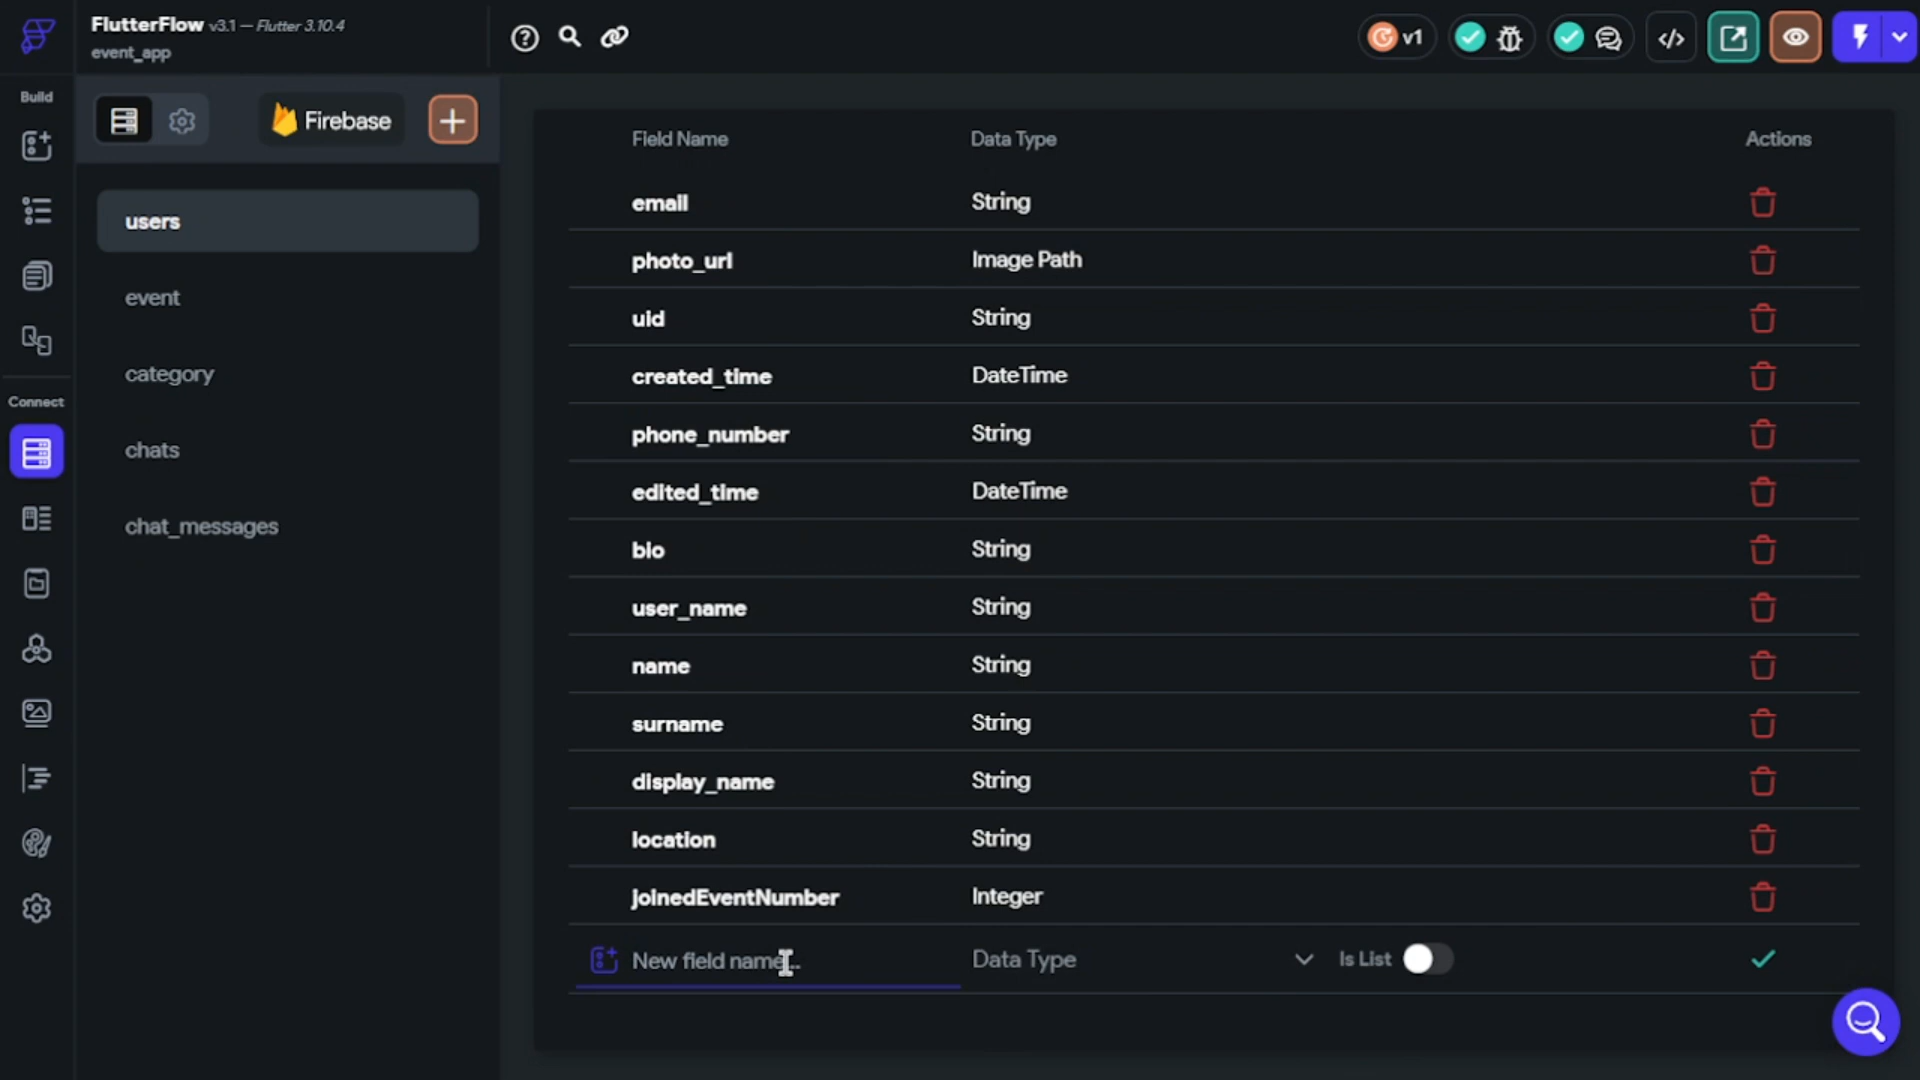 FlutterFlow v3.1 — Flutter 3.10.4
event_app
v1
Build
Connect
Firebase
users
event
category
chats
chat_messages
Field Name Data Type Actions
email String
photo_url Image Path
uid String
created_time DateTime
phone_number String
edited_time DateTime
bio String
user_name String
name String
surname String
display_name String
location String
joinedEventNumber Integer
New field name... Data Type Is List